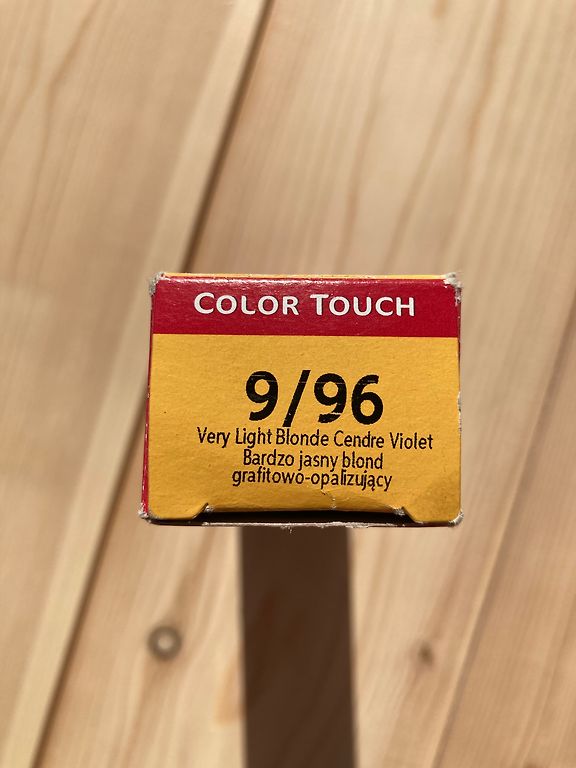 COLOR TOUCH
9/96
Very Light Blonde Cendre Violet
Bardzo jasny blond
grafitowo-opalizujący